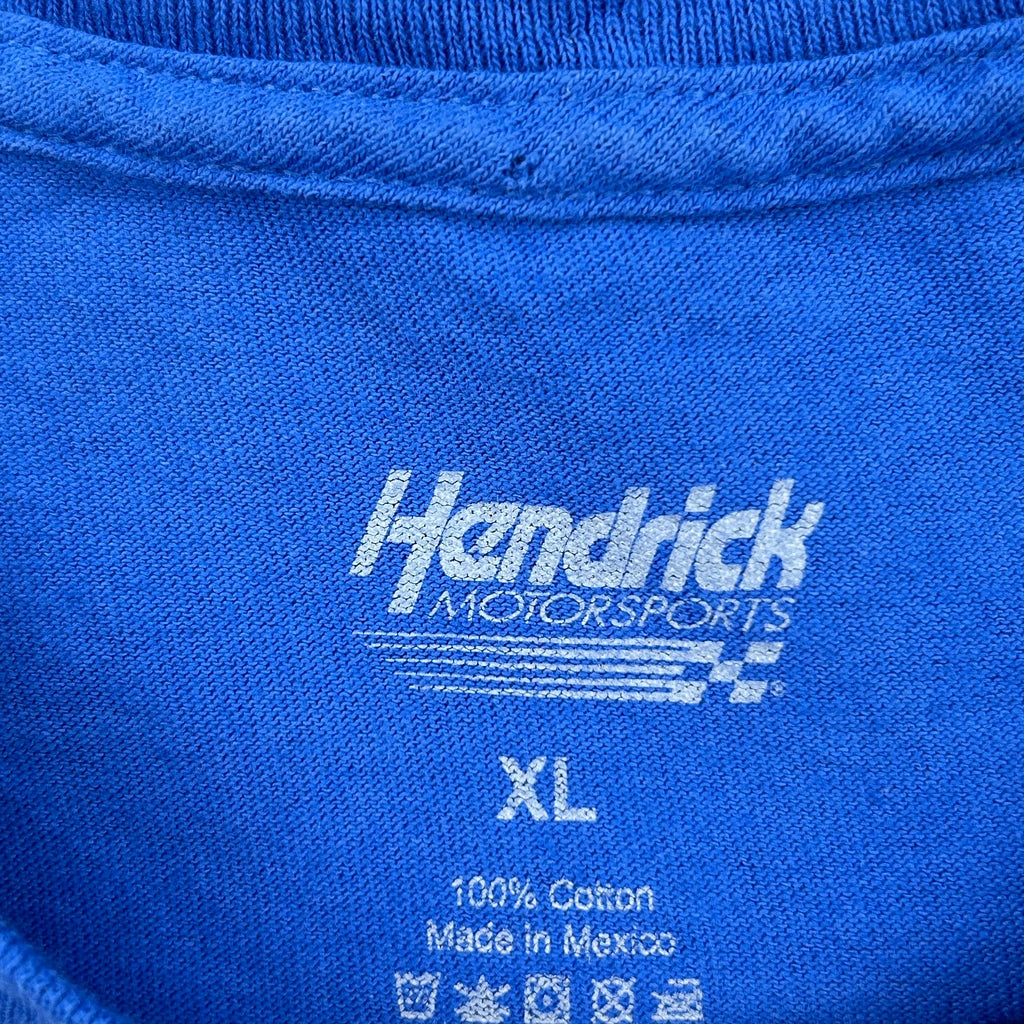 Hendrick
MOTORSPORTS
®
XL
100% Cotton
Made in Mexico